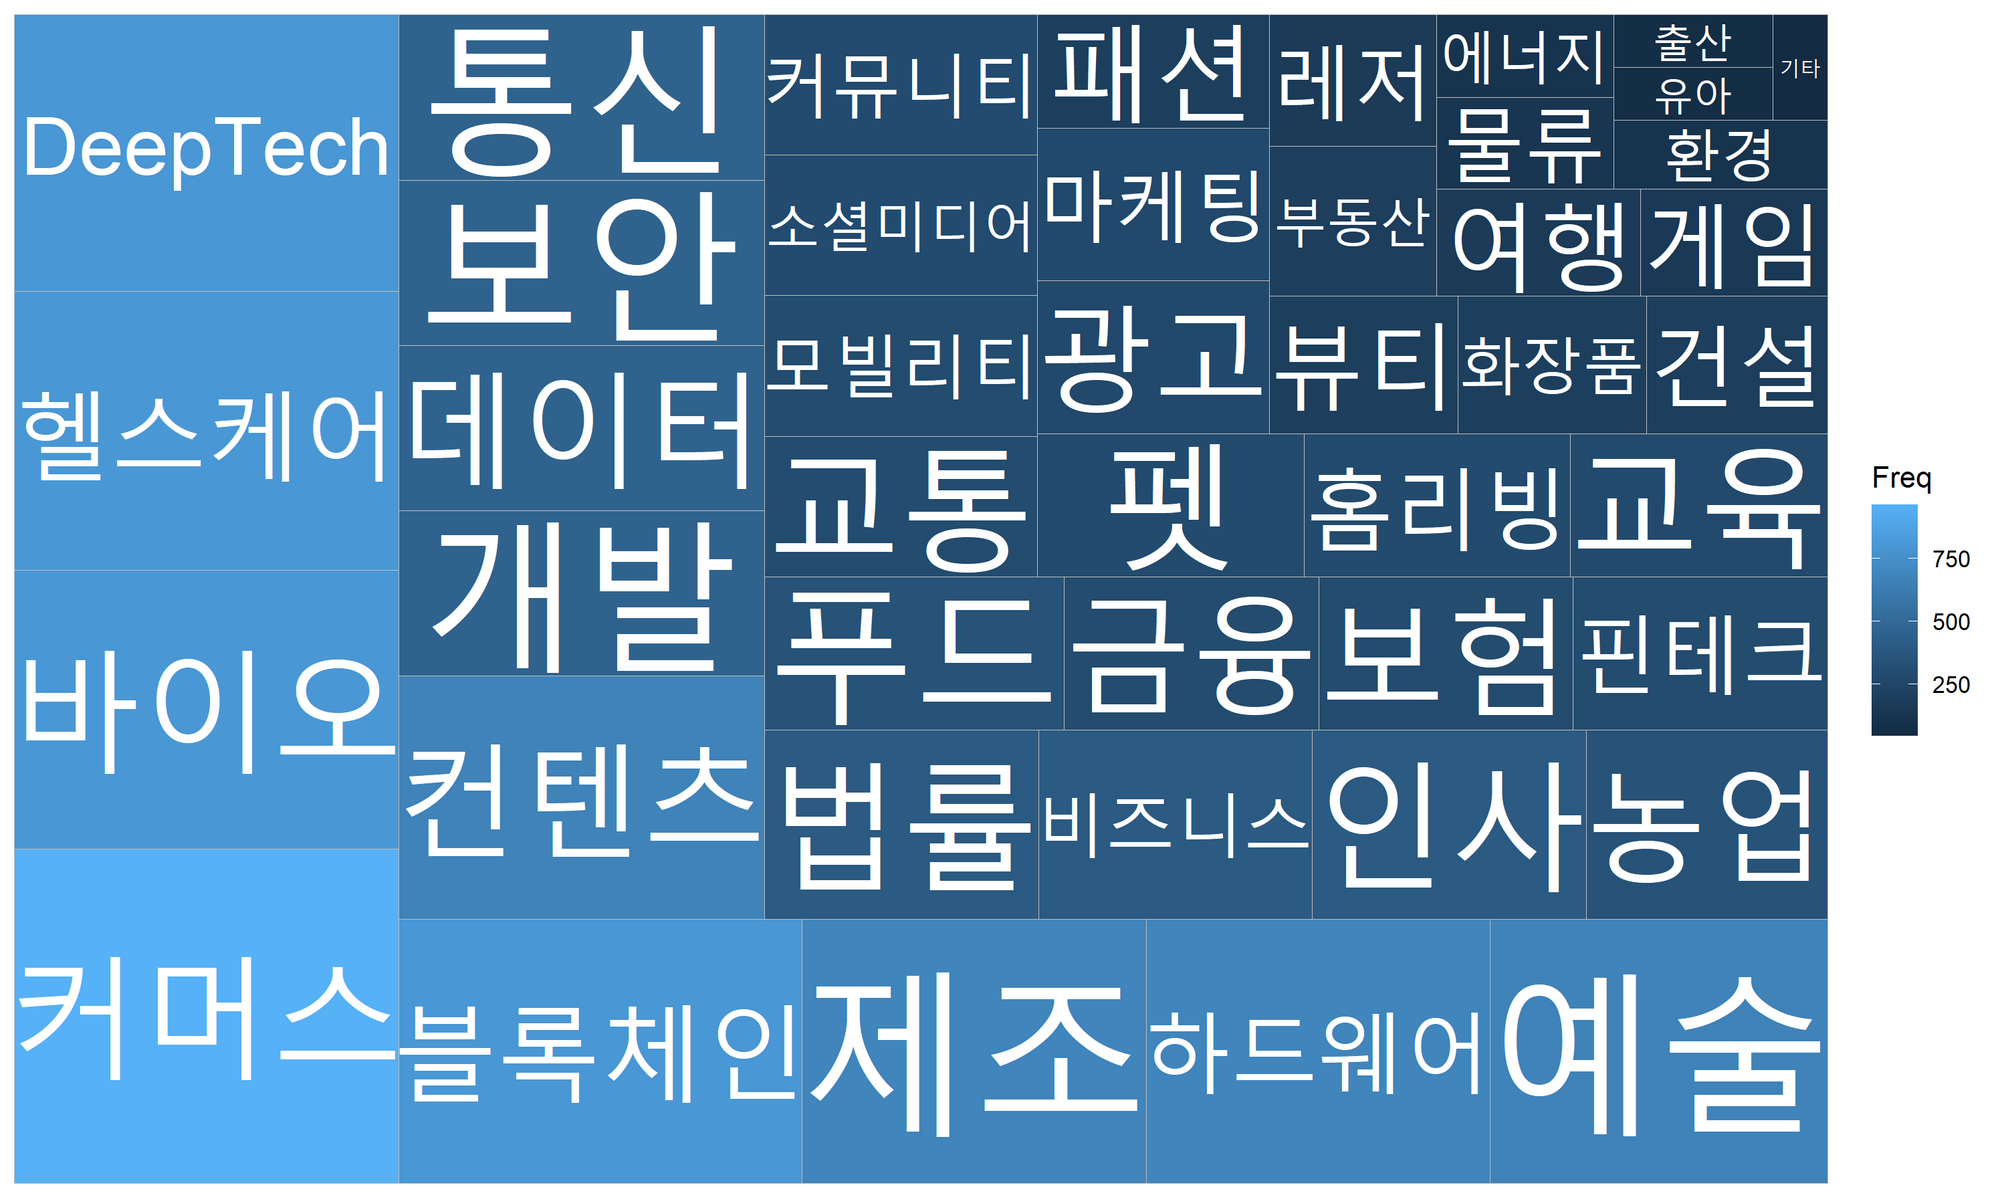 DeepTech
헬스케어
바이오
커머스
통신
보안
데이터
개발
컨텐츠
블록체인
제조
하드웨어
예술
커뮤니티
소셜미디어
모빌리티
교통
패션
마케팅
광고
펫
홈리빙
교육
푸드
금융
보험
핀테크
법률
비즈니스
인사
농업
레저
부동산
뷰티
화장품
건설
에너지
물류
여행
게임
출산
유아
환경
기타
Freq
750
500
250